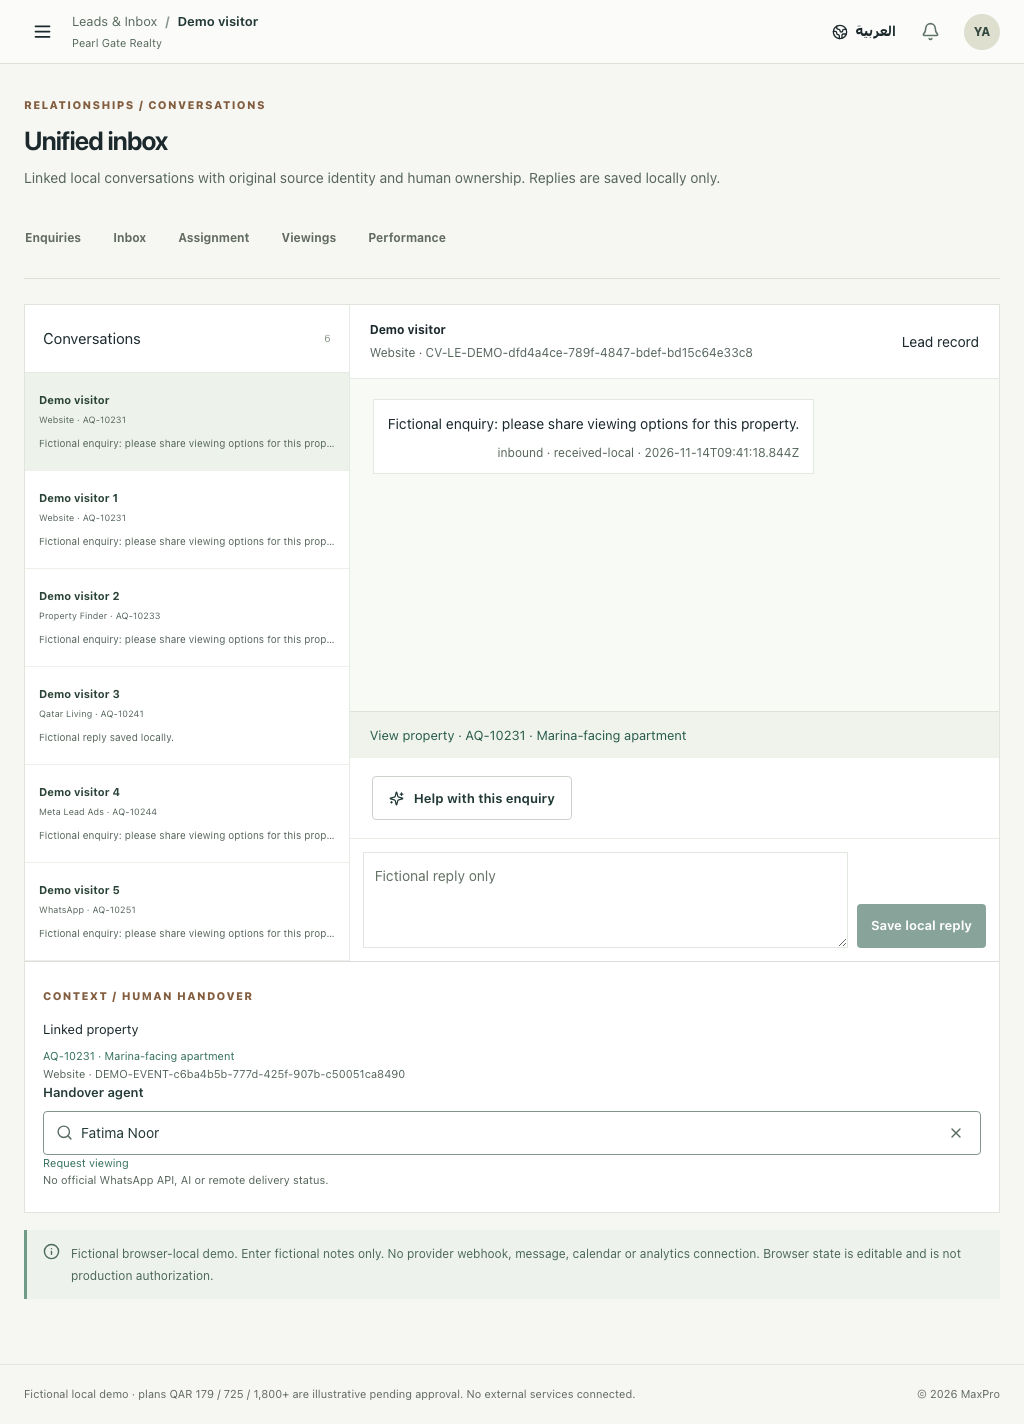 Leads & Inbox / Demo visitor
Pearl Gate Realty
العربية
YA
RELATIONSHIPS / CONVERSATIONS
Unified inbox
Linked local conversations with original source identity and human ownership. Replies are saved locally only.
Enquiries Inbox Assignment Viewings Performance
Conversations 6
Demo visitor
Website · AQ-10231
Fictional enquiry: please share viewing options for this prop...
Demo visitor 1
Website · AQ-10231
Fictional enquiry: please share viewing options for this prop...
Demo visitor 2
Property Finder · AQ-10233
Fictional enquiry: please share viewing options for this prop...
Demo visitor 3
Qatar Living · AQ-10241
Fictional reply saved locally.
Demo visitor 4
Meta Lead Ads · AQ-10244
Fictional enquiry: please share viewing options for this prop...
Demo visitor 5
WhatsApp · AQ-10251
Fictional enquiry: please share viewing options for this prop...
Demo visitor
Website · CV-LE-DEMO-dfd4a4ce-789f-4847-bdef-bd15c64e33c8
Lead record
Fictional enquiry: please share viewing options for this property.
inbound · received-local · 2026-11-14T09:41:18.844Z
View property · AQ-10231 · Marina-facing apartment
Help with this enquiry
Fictional reply only
Save local reply
CONTEXT / HUMAN HANDOVER
Linked property
AQ-10231 · Marina-facing apartment
Website · DEMO-EVENT-c6ba4b5b-777d-425f-907b-c50051ca8490
Handover agent
Fatima Noor
Request viewing
No official WhatsApp API, AI or remote delivery status.
Fictional browser-local demo. Enter fictional notes only. No provider webhook, message, calendar or analytics connection. Browser state is editable and is not
production authorization.
Fictional local demo · plans QAR 179 / 725 / 1,800+ are illustrative pending approval. No external services connected.
© 2026 MaxPro